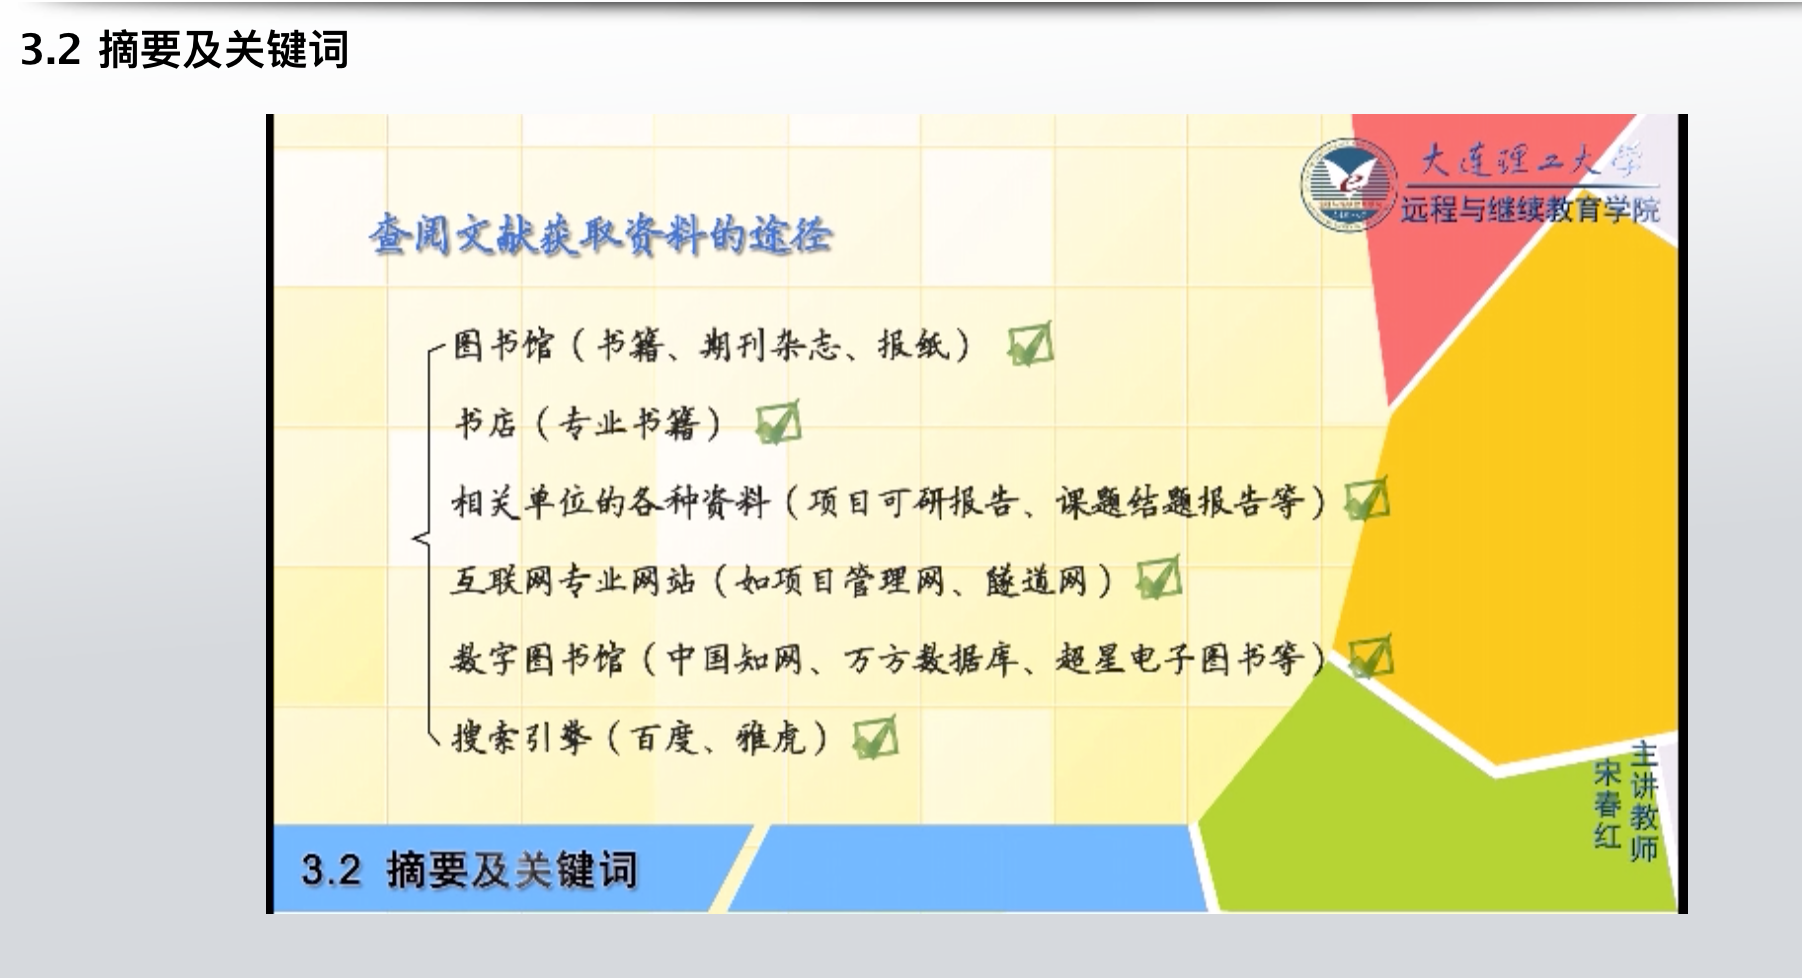 3.2 摘要及关键词
大连理工大学
远程与继续教育学院
查阅文献获取资料的途径
图书馆（书籍、期刊杂志、报纸）
书店（专业书籍）
相关单位的各种资料（项目可研报告、课题结题报告等）
互联网专业网站（如项目管理网、隧道网）
数字图书馆（中国知网、万方数据库、超星电子图书等）
搜索引擎（百度、雅虎）
主讲教师
宋春红
3.2 摘要及关键词